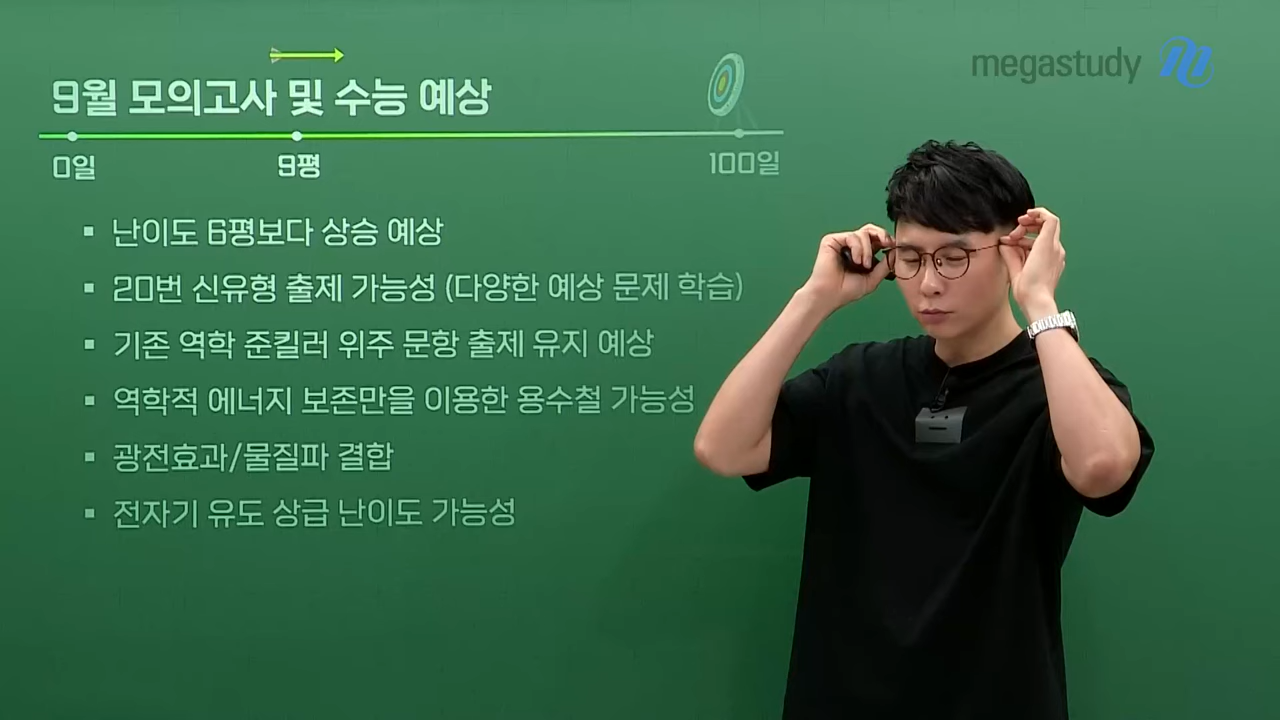 megastudy
9월 모의고사 및 수능 예상
0일 9평 100일
▪ 난이도 6평보다 상승 예상
▪ 20번 신유형 출제 가능성 (다양한 예상 문제 학습)
▪ 기존 역학 준킬러 위주 문항 출제 유지 예상
▪ 역학적 에너지 보존만을 이용한 용수철 가능성
▪ 광전효과/물질파 결합
▪ 전자기 유도 상급 난이도 가능성